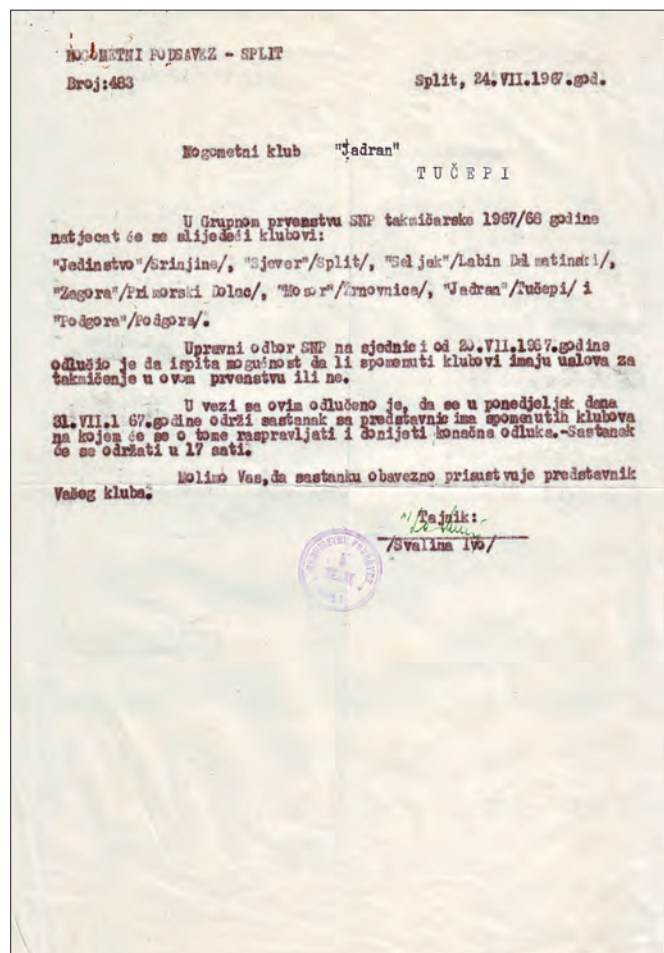 NOGOMETNI PODSAVEZ - SPLIT
Broj:483
Split, 24.VII.1967.god.
Nogometni klub "Jadran"
TUČEPI
U Grupnom prvenstvu SNP takmičarske 1967/68 godine
natjecat će se slijedeći klubovi:
"Jedinstvo"/Srinjine/, "Sjever"/Split/, "Seljak"/Labin Dalmatinski/,
"Zagora"/Primorski Dolac/, "Mosor"/Žrnovnica/, "Jadran"/Tučepi/ i
"Podgora"/Podgora/.
Upravni odbor SNP na sjednici od 20.VII.1967.godine
odlučio je da ispita mogućnost da li spomenuti klubovi imaju uslova za
takmičenje u ovom prvenstvu ili ne.
U vezi sa ovim odlučeno je, da se u ponedjeljak dana
31.VII.1 67.godine održi sastanak sa predstavnicima spomenutih klubova
na kojem će se o tome raspravljati i donijeti konačna odluka.-Sastanak
će se održati u 17 sati.
Molimo Vas,da sastanku obavezno prisustvuje predstavnik
Vašeg kluba.
Tajnik:
/Svalina Ivo/